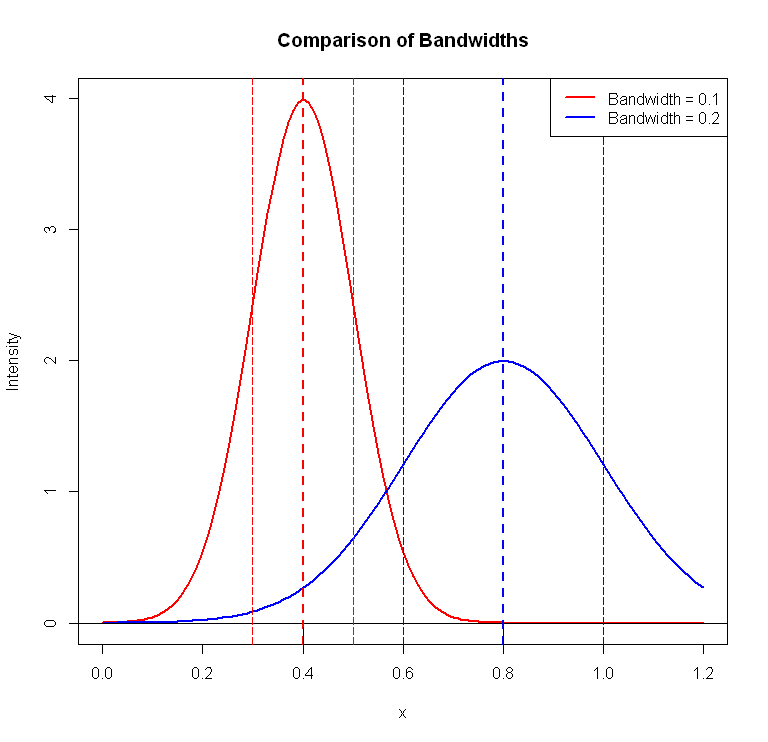 Comparison of Bandwidths
Bandwidth = 0.1
Bandwidth = 0.2
Intensity
4
3
2
1
0
0.0 0.2 0.4 0.6 0.8 1.0 1.2
x